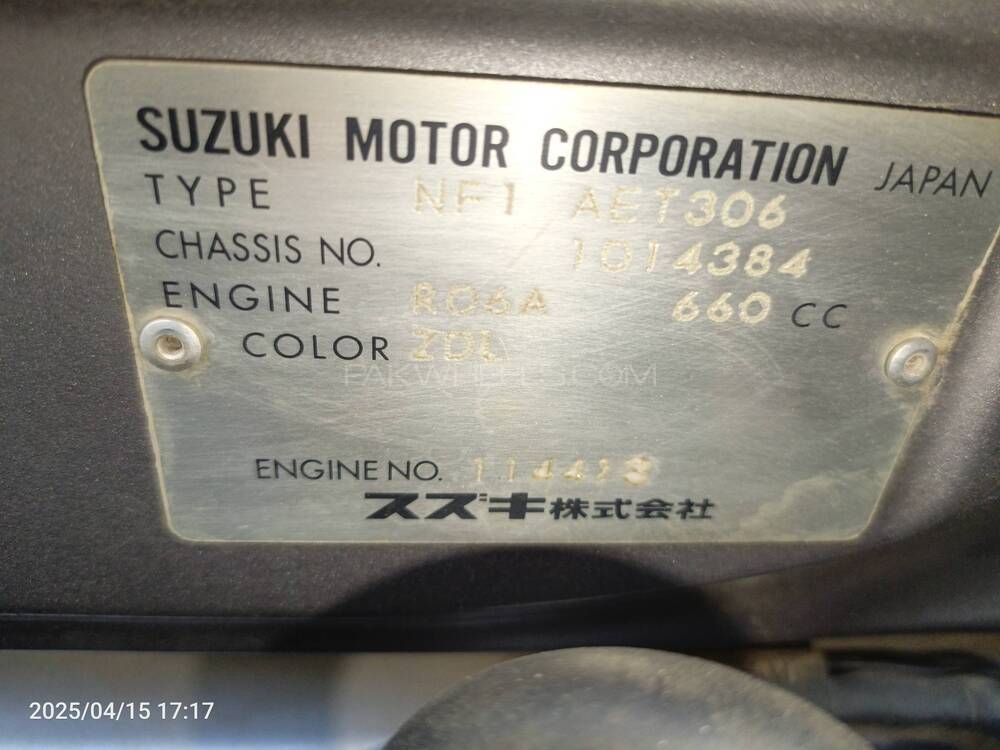 SUZUKI MOTOR CORPORATION JAPAN
TYPE NF1 AET306
CHASSIS NO. 1014384
ENGINE R06A 660 CC
COLOR ZDL
PAKWHEELS.COM
ENGINE NO.
スズキ株式会社
2025/04/15 17:17